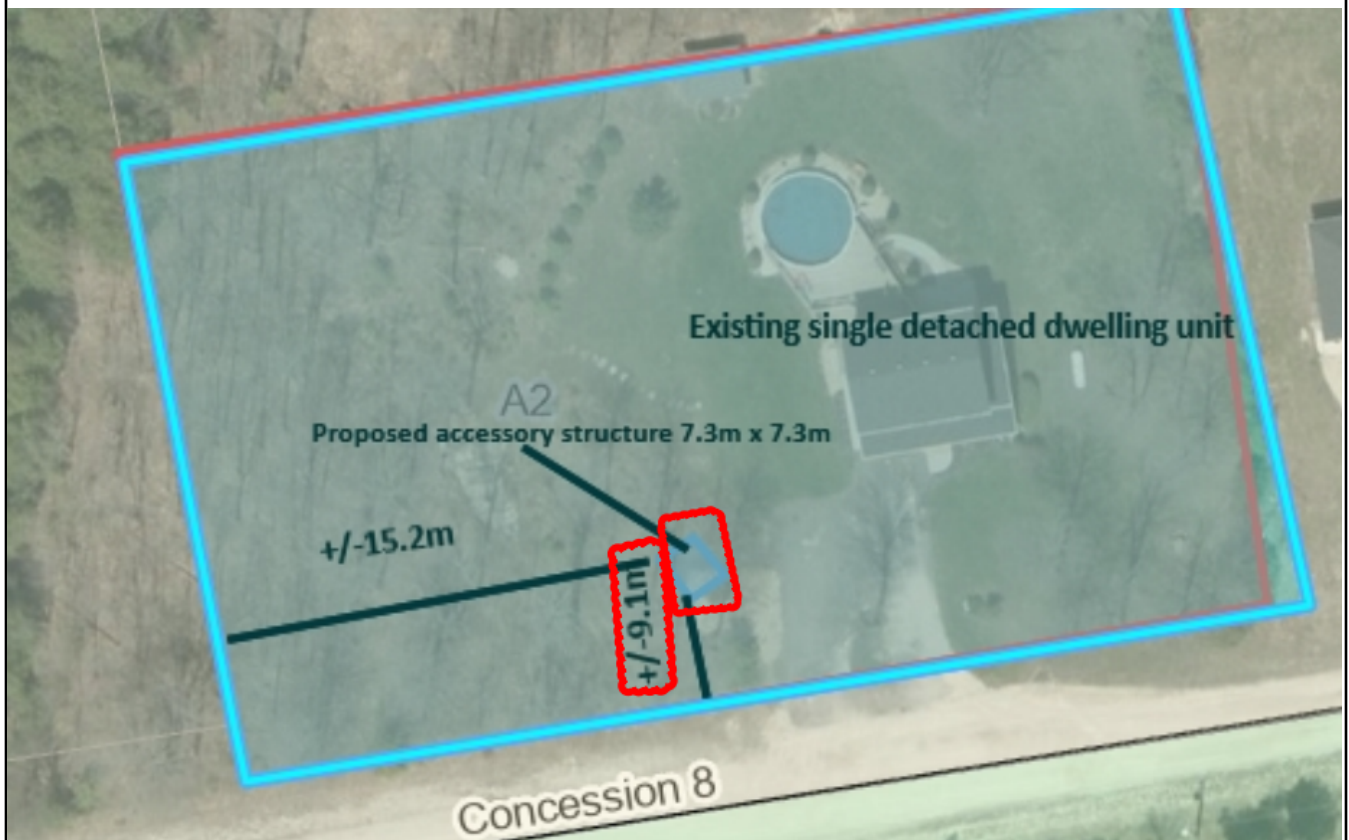 Existing single detached dwelling unit
A2
Proposed accessory structure 7.3m x 7.3m
+/-15.2m
+/-9.1m
Concession 8